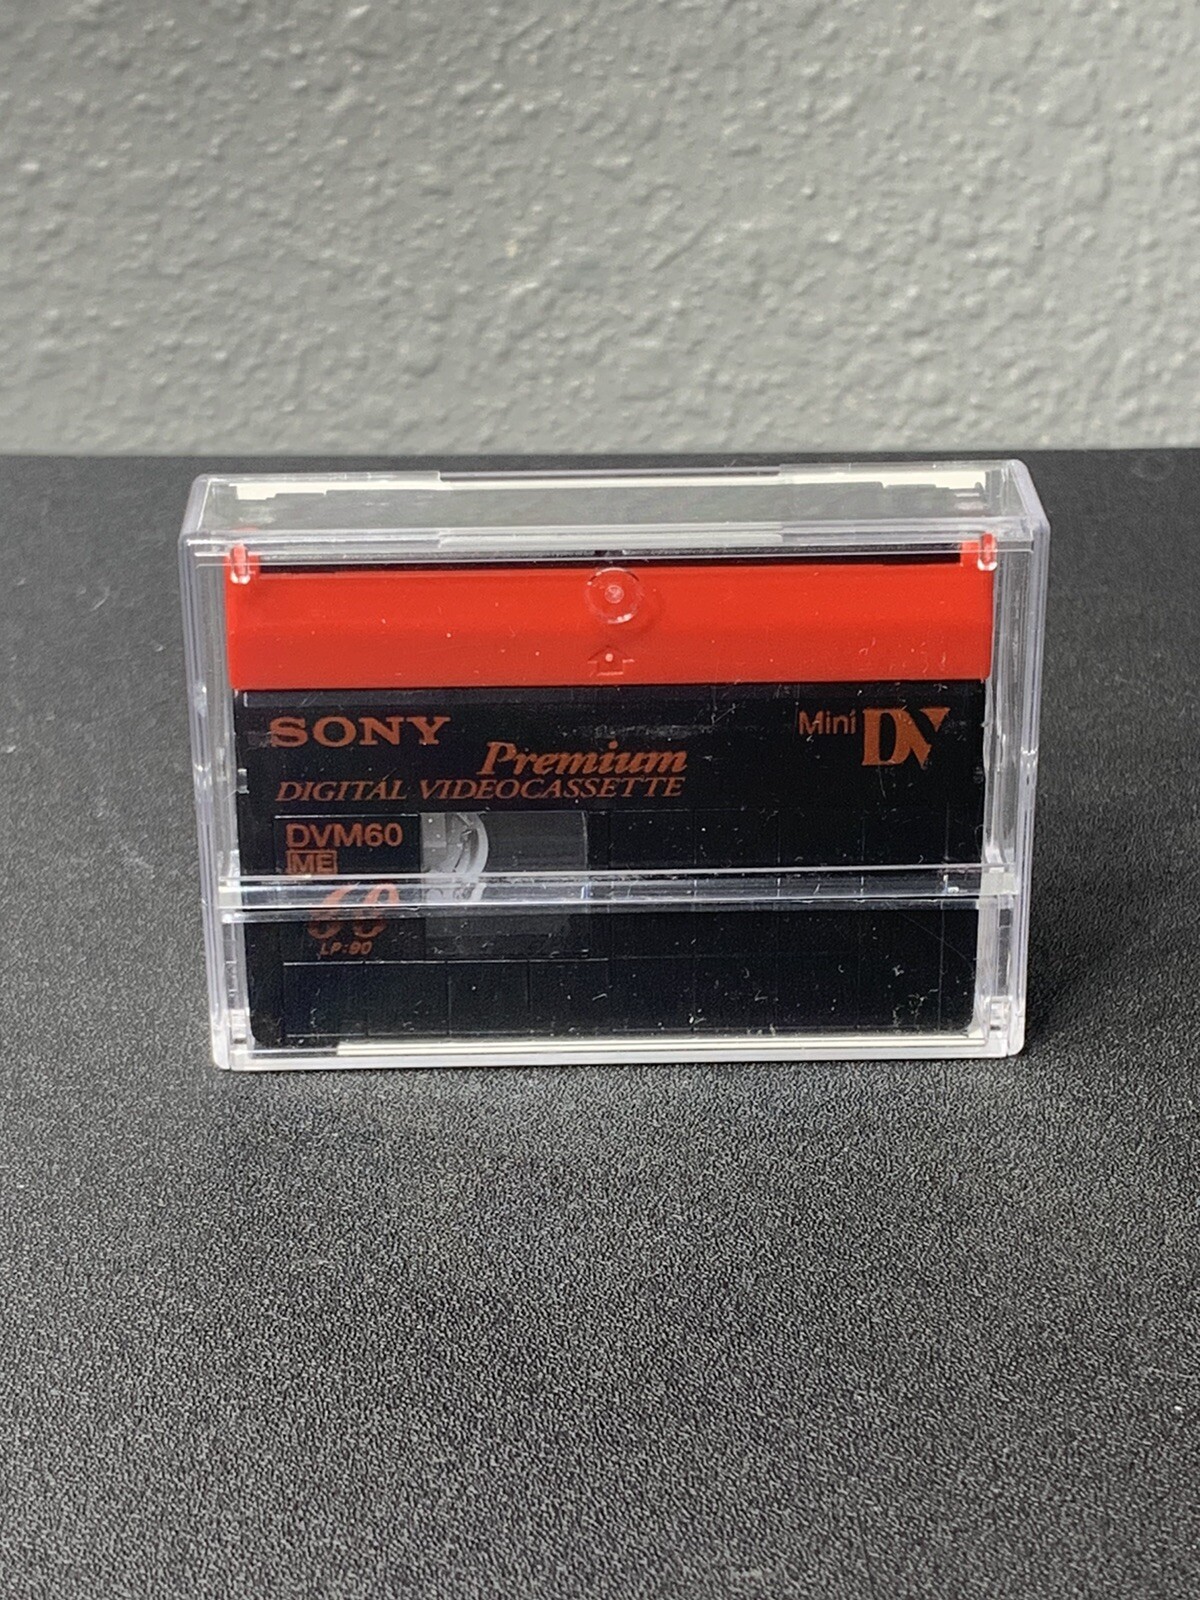 SONY
Mini DV
Premium
DIGITAL VIDEOCASSETTE
DVM60
ME
60
LP:90